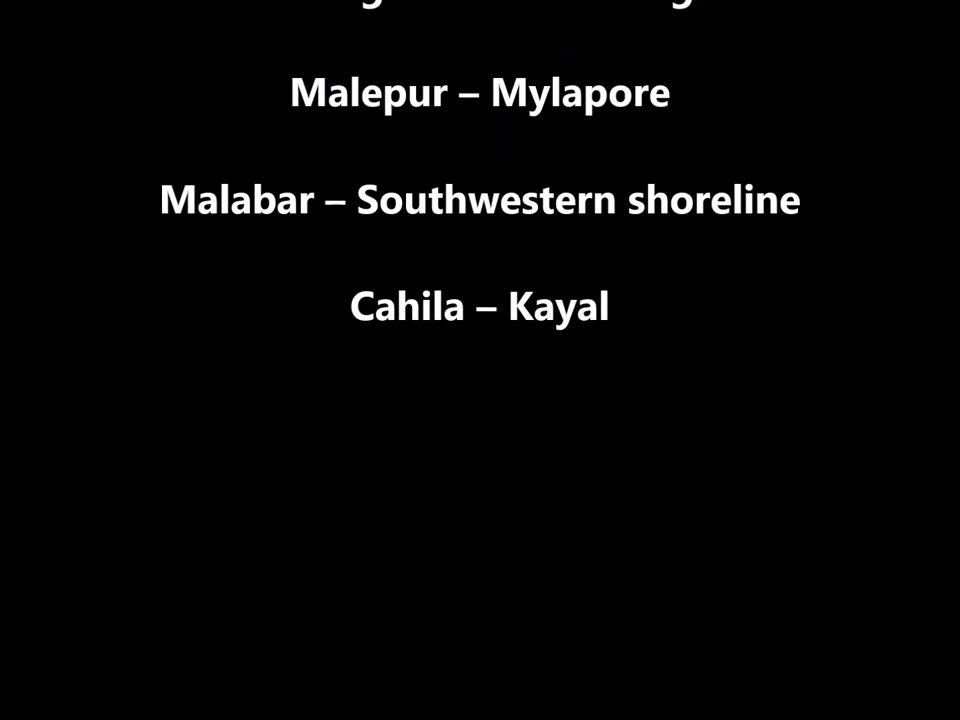 Malepur – Mylapore
Malabar – Southwestern shoreline
Cahila – Kayal